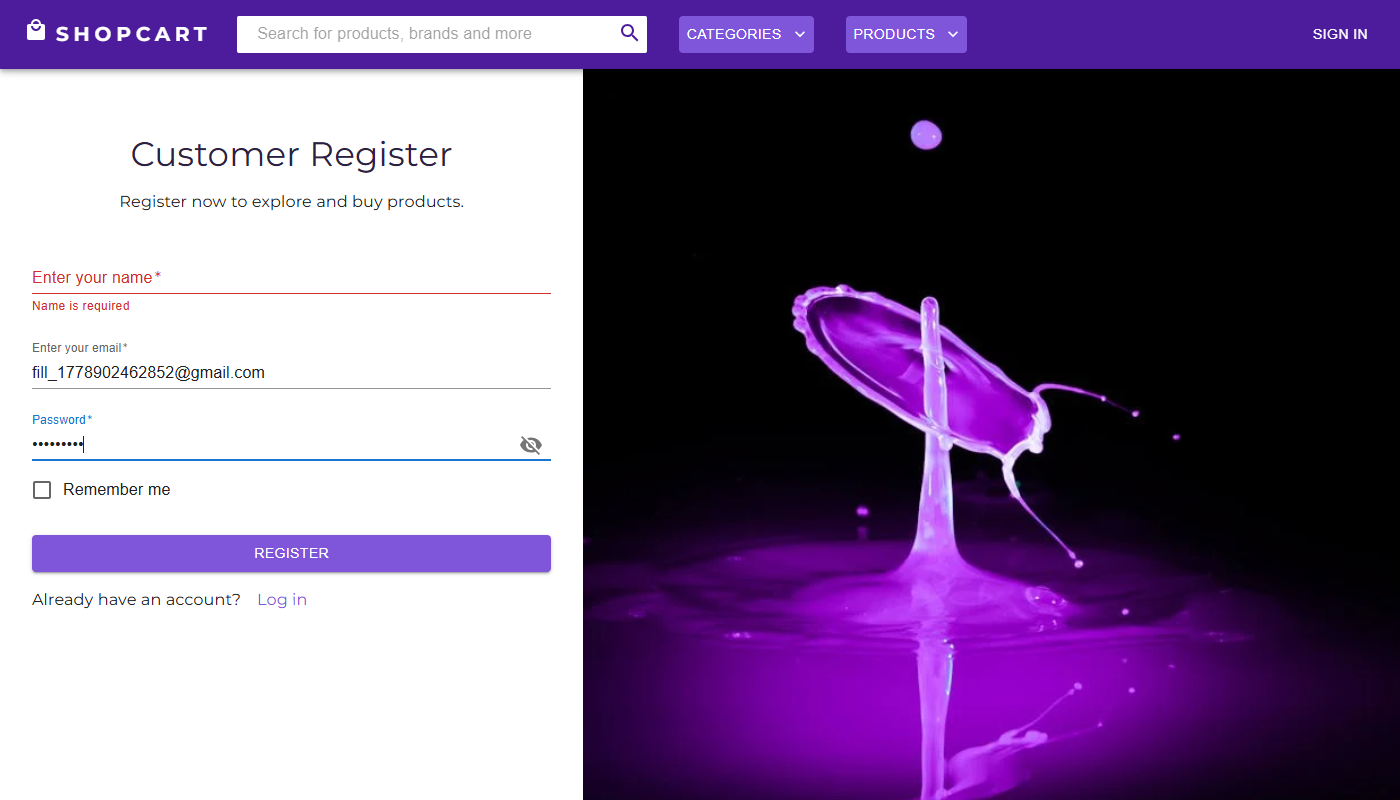 SHOPCART
Search for products, brands and more
CATEGORIES
PRODUCTS
SIGN IN
Customer Register
Register now to explore and buy products.
Enter your name *
Name is required
Enter your email *
fill_1778902462852@gmail.com
Password *
•••••••••
Remember me
REGISTER
Already have an account? Log in